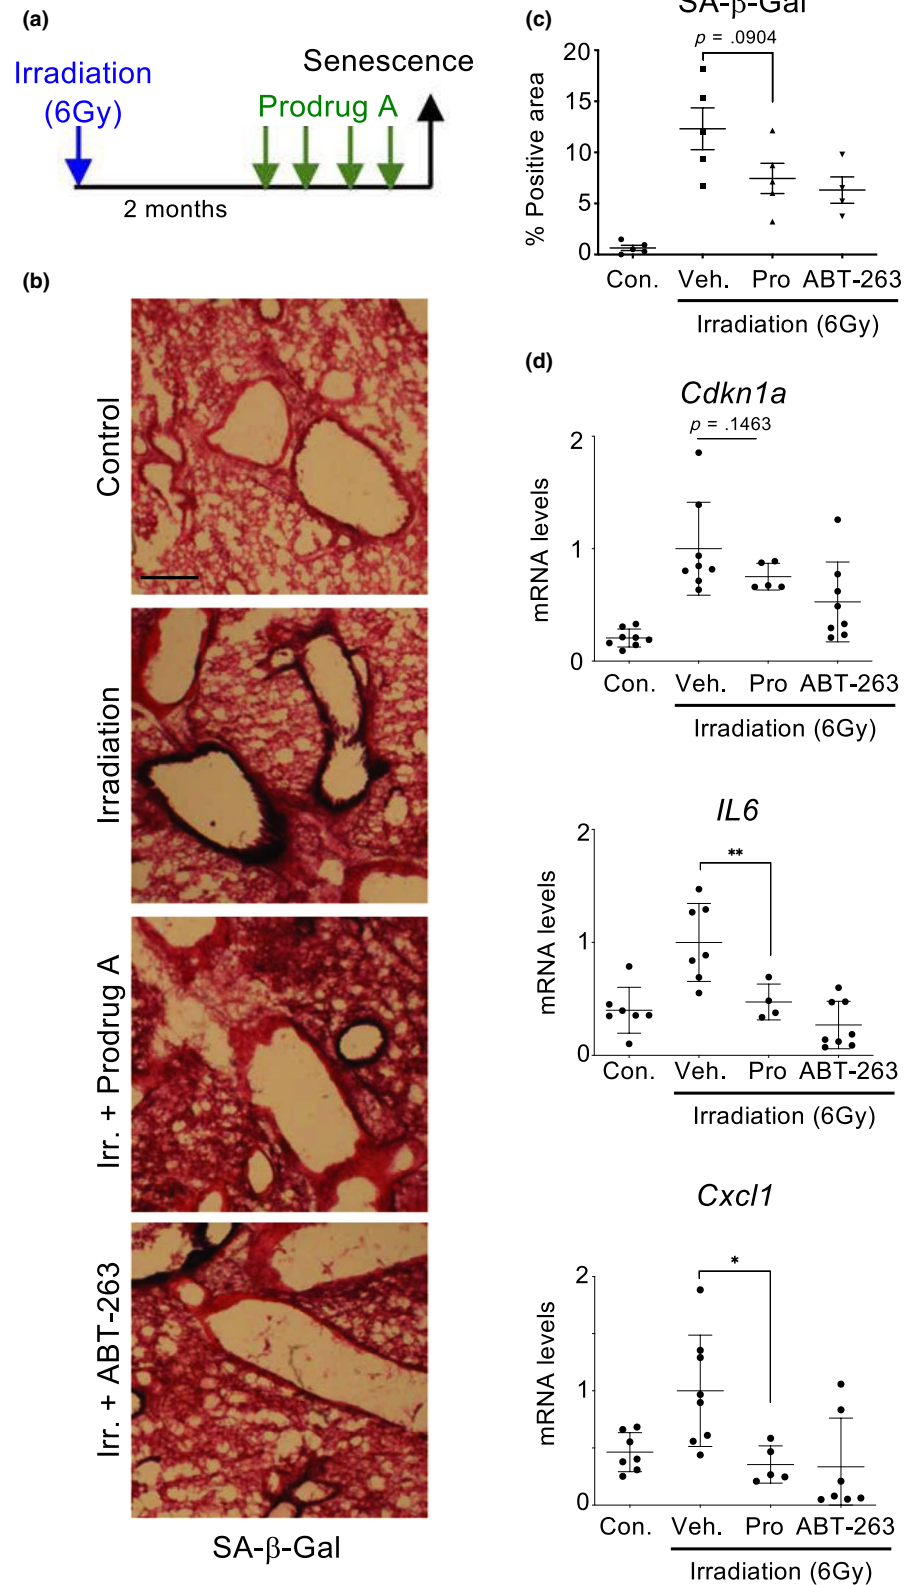 (a)
Irradiation
(6Gy)
Prodrug A
Senescence
2 months
(b)
Control
Irradiation
Irr. + Prodrug A
Irr. + ABT-263
SA-β-Gal
(c)
SA-β-Gal
p = .0904
% Positive area
20
15
10
5
0
Con. Veh. Pro ABT-263
Irradiation (6Gy)
(d)
Cdkn1a
p = .1463
mRNA levels
2
1
0
Con. Veh. Pro ABT-263
Irradiation (6Gy)
IL6
**
mRNA levels
2
1
0
Con. Veh. Pro ABT-263
Irradiation (6Gy)
Cxcl1
*
mRNA levels
2
1
0
Con. Veh. Pro ABT-263
Irradiation (6Gy)